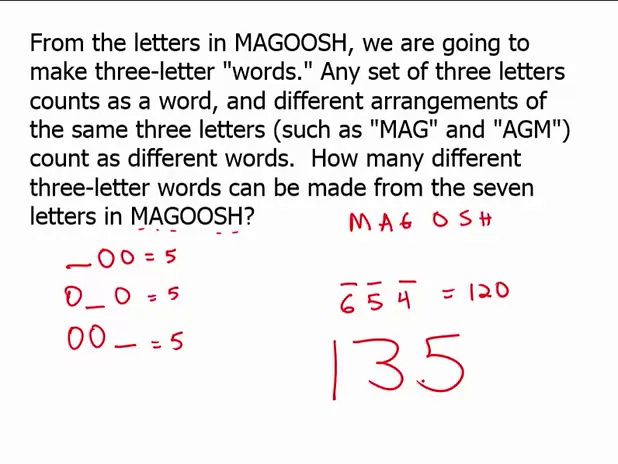 From the letters in MAGOOSH, we are going to
make three-letter "words." Any set of three letters
counts as a word, and different arrangements of
the same three letters (such as "MAG" and "AGM")
count as different words.  How many different
three-letter words can be made from the seven
letters in MAGOOSH?
M A G O S H
_ O O = 5
O _ O = 5
6 5 4 = 120
O O _ = 5
135